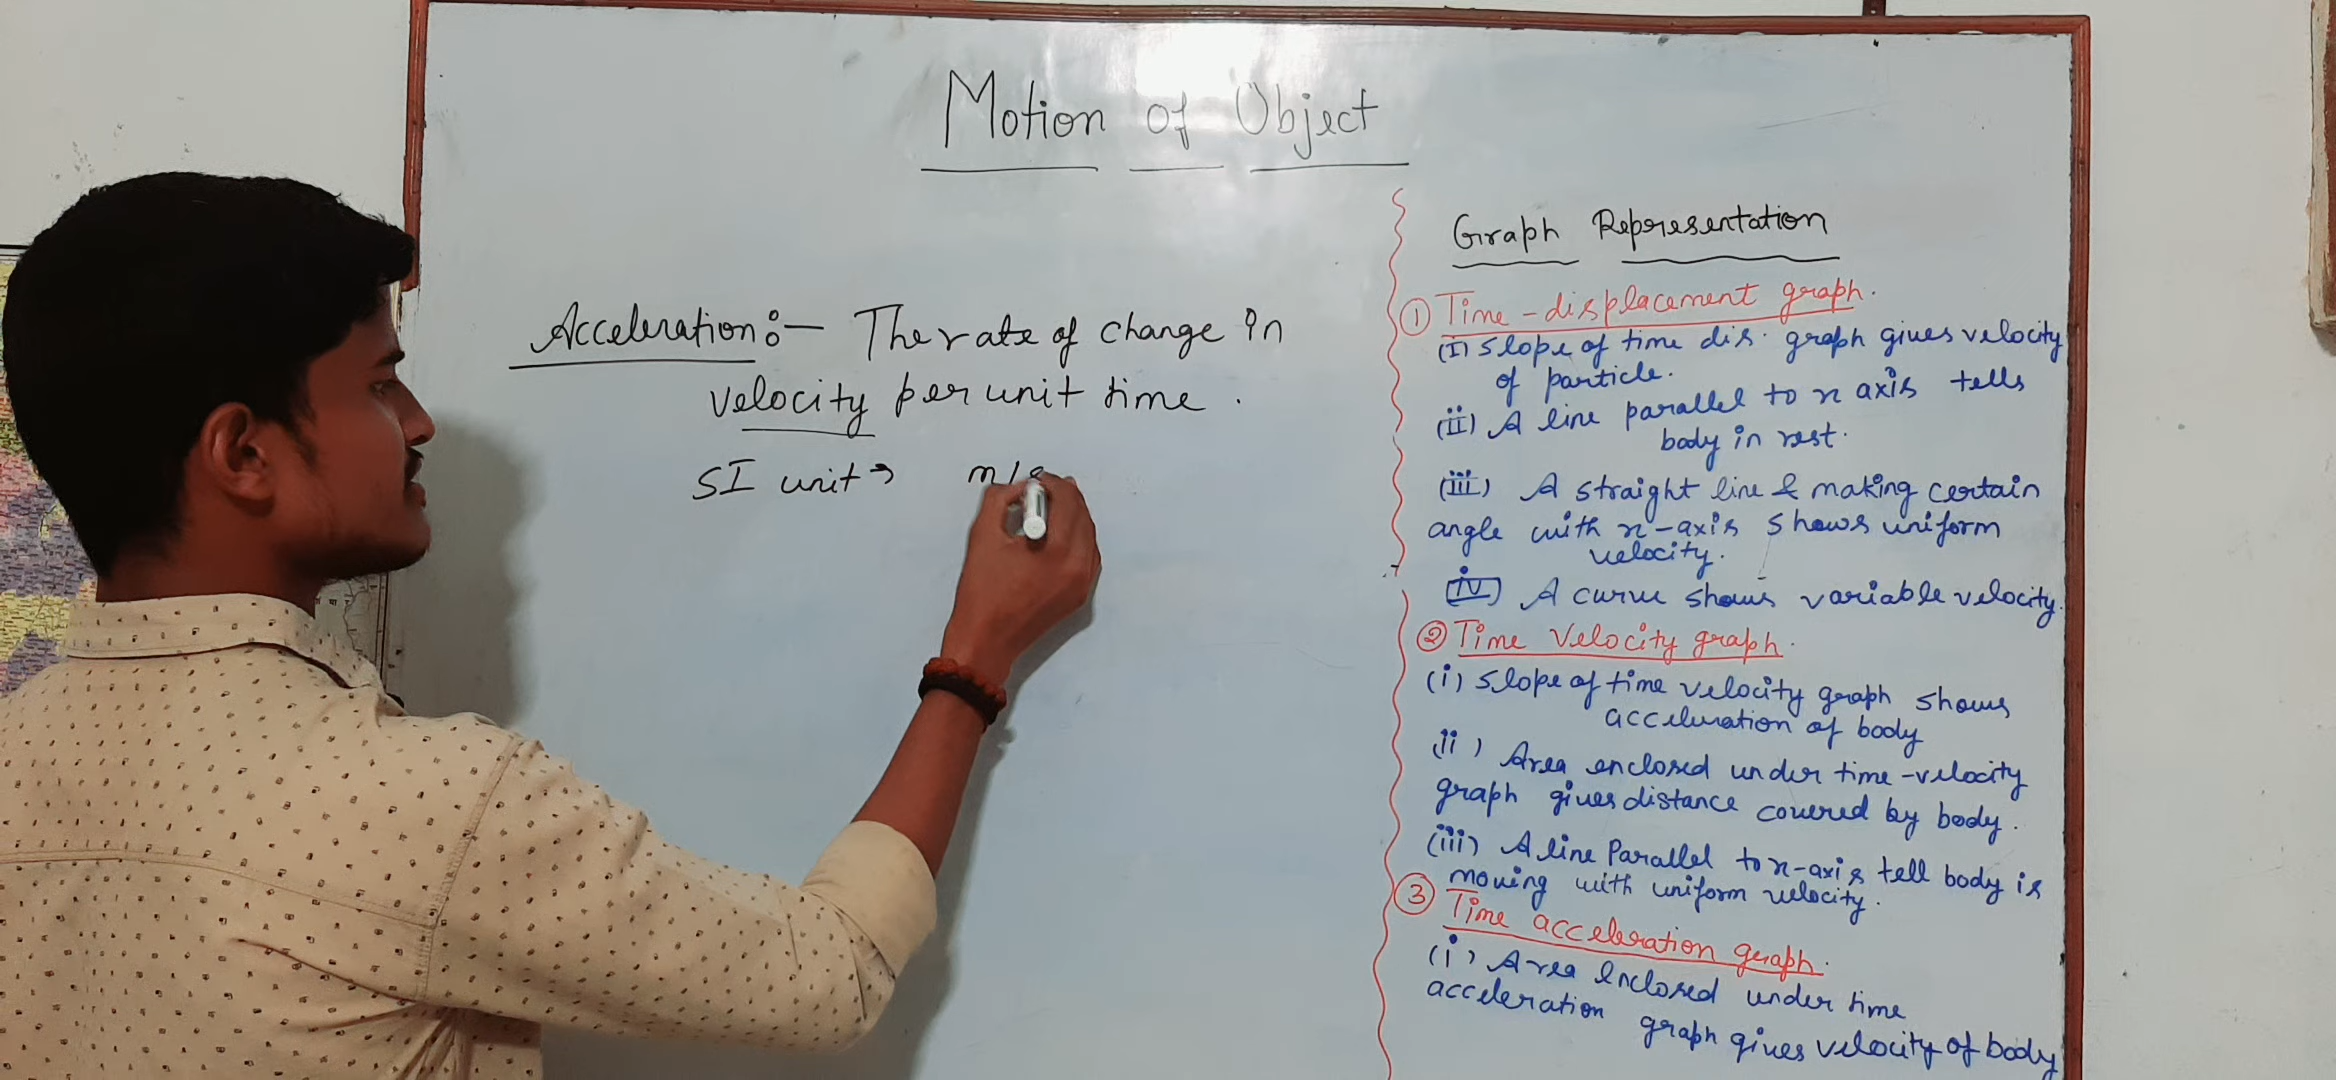 Motion of Object
Acceleration :- The rate of change in
velocity per unit time.
SI unit → m/s
Graph Representation
① Time-displacement graph.
(I) Slope of time dis. graph gives velocity
of particle.
(ii) A line parallel to x axis tells
body in rest.
(iii) A straight line & making certain
angle with x-axis shows uniform
velocity.
(iv) A curve shows variable velocity.
② Time Velocity graph.
(i) Slope of time velocity graph shows
acceleration of body
(ii) Area enclosed under time-velocity
graph gives distance covered by body.
(iii) A line Parallel to x-axis tell body is
moving with uniform velocity.
③ Time acceleration graph.
(i) Area enclosed under time
acceleration graph gives velocity of body